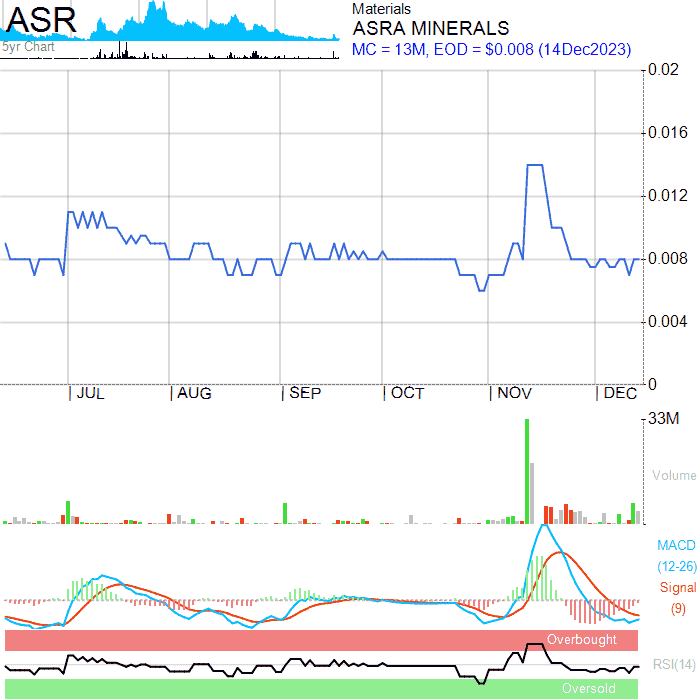 ASR
5yr Chart
Materials
ASRA MINERALS
MC = 13M, EOD = $0.008 (14Dec2023)
0.02
0.016
0.012
0.008
0.004
0
| JUL | AUG | SEP | OCT | NOV | DEC
33M
Volume
MACD
(12-26)
Signal
(9)
Overbought
RSI(14)
Oversold